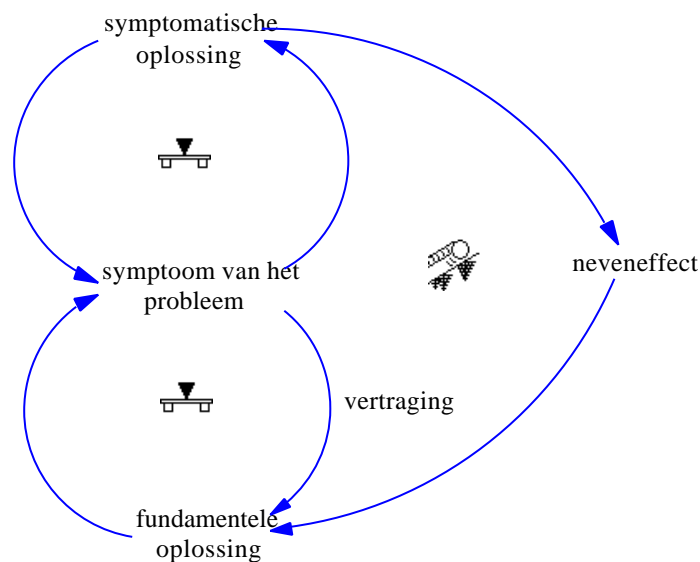 symptomatische
oplossing
symptoom van het
probleem
neveneffect
vertraging
fundamentele
oplossing